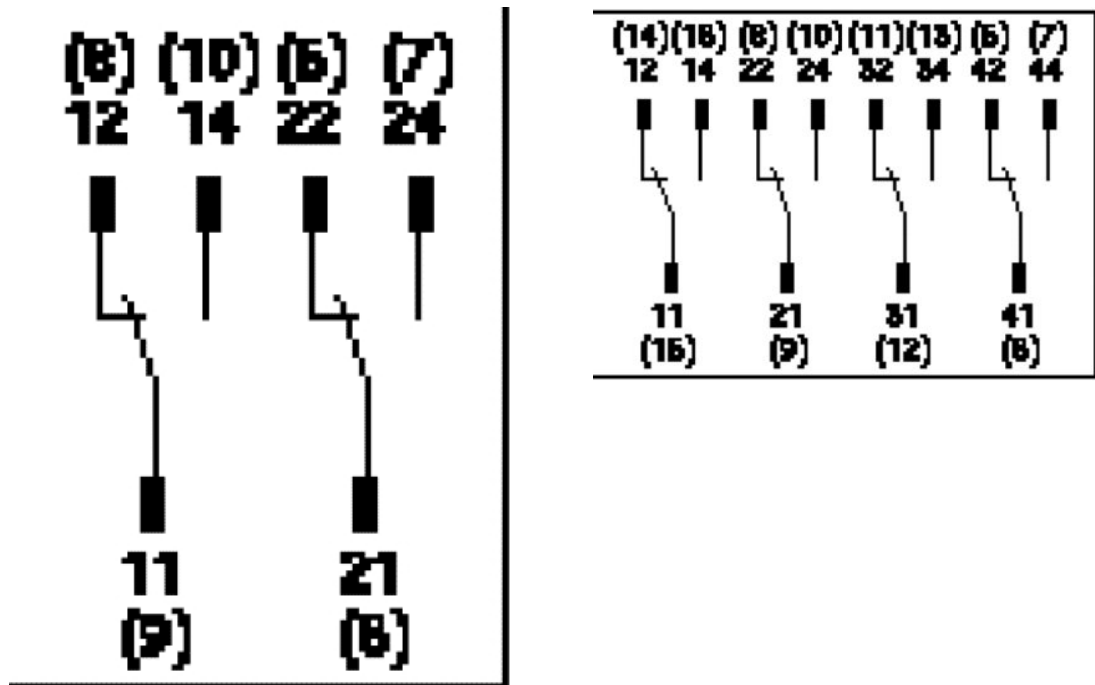 (8) (10) (5) (7)
12 14 22 24
11 21
(9) (6)
(14) (16) (8) (10) (11) (13) (5) (7)
12 14 22 24 32 34 42 44
11 21 31 41
(15) (9) (12) (6)